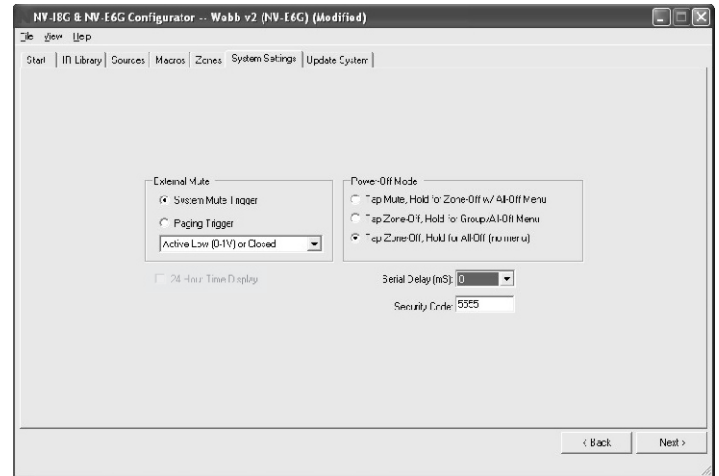 NV-I8G & NV-E6G Configurator -- Webb v2 (NV-E6G) (Modified)
File View Help
Start IR Library Sources Macros Zones System Settings Update System
External Mute
System Mute Trigger
Paging Trigger
Active Low (0-1V) or Closed
24 Hour Time Display
Power-Off Mode
Tap Mute, Hold for Zone-Off w/ All-Off Menu
Tap Zone-Off, Hold for Group/All-Off Menu
Tap Zone-Off, Hold for All-Off (no menu)
Serial Delay (mS): 0
Security Code: 5555
< Back Next >